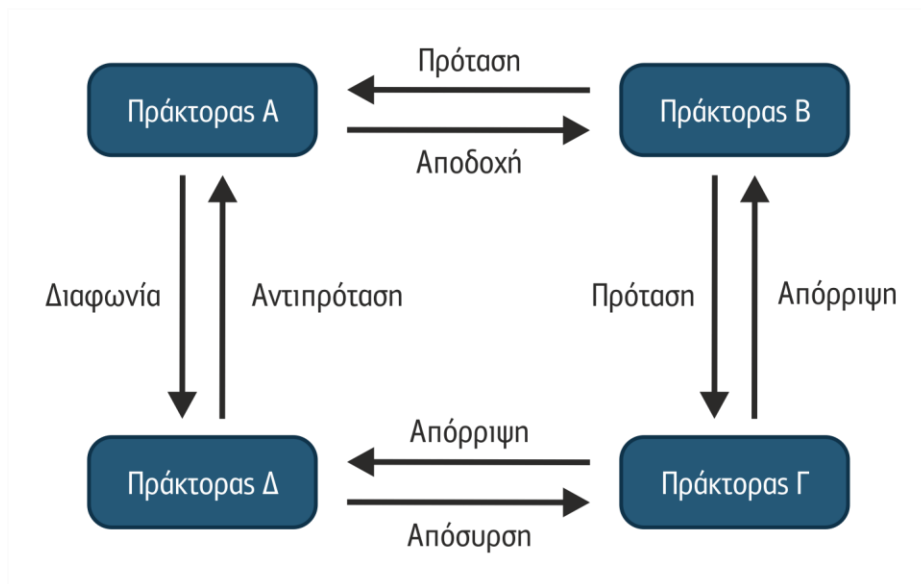 Πρόταση
Πράκτορας Α
Πράκτορας Β
Αποδοχή
Διαφωνία
Αντιπρόταση
Πρόταση
Απόρριψη
Απόρριψη
Πράκτορας Δ
Πράκτορας Γ
Απόσυρση